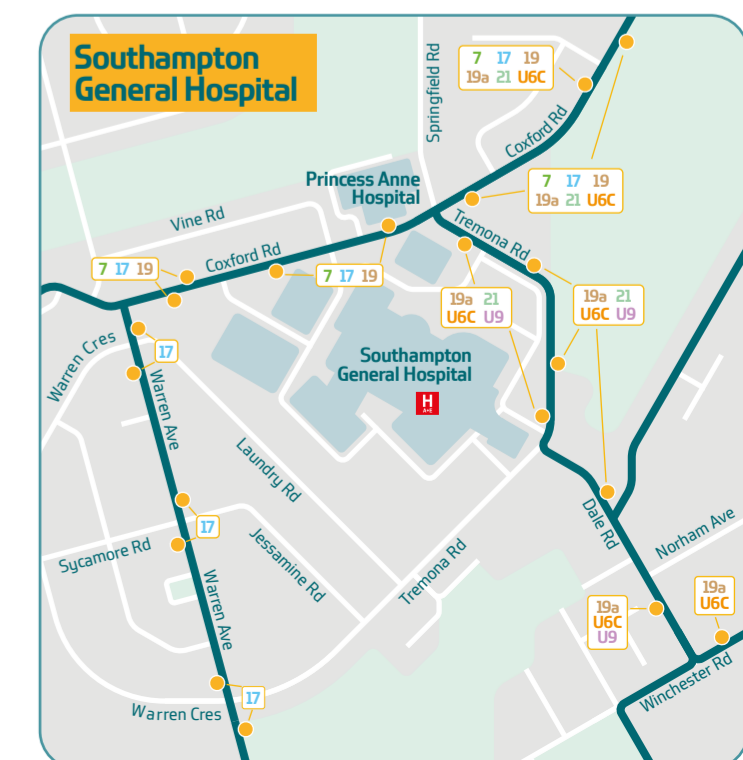 Southampton
General Hospital
Springfield Rd
7 17 19
19a 21 U6C
Coxford Rd
Princess Anne
Hospital
7 17 19
19a 21 U6C
Vine Rd
Tremona Rd
Coxford Rd
7 17 19
7 17 19
19a 21
U6C U9
19a 21
U6C U9
Warren Cres
17
Southampton
General Hospital
H
A+E
Warren Ave
Laundry Rd
17
Sycamore Rd
Jessamine Rd
Dale Rd
Norham Ave
Tremona Rd
Warren Ave
19a
U6C
U9
19a
U6C
17
Warren Cres
Winchester Rd